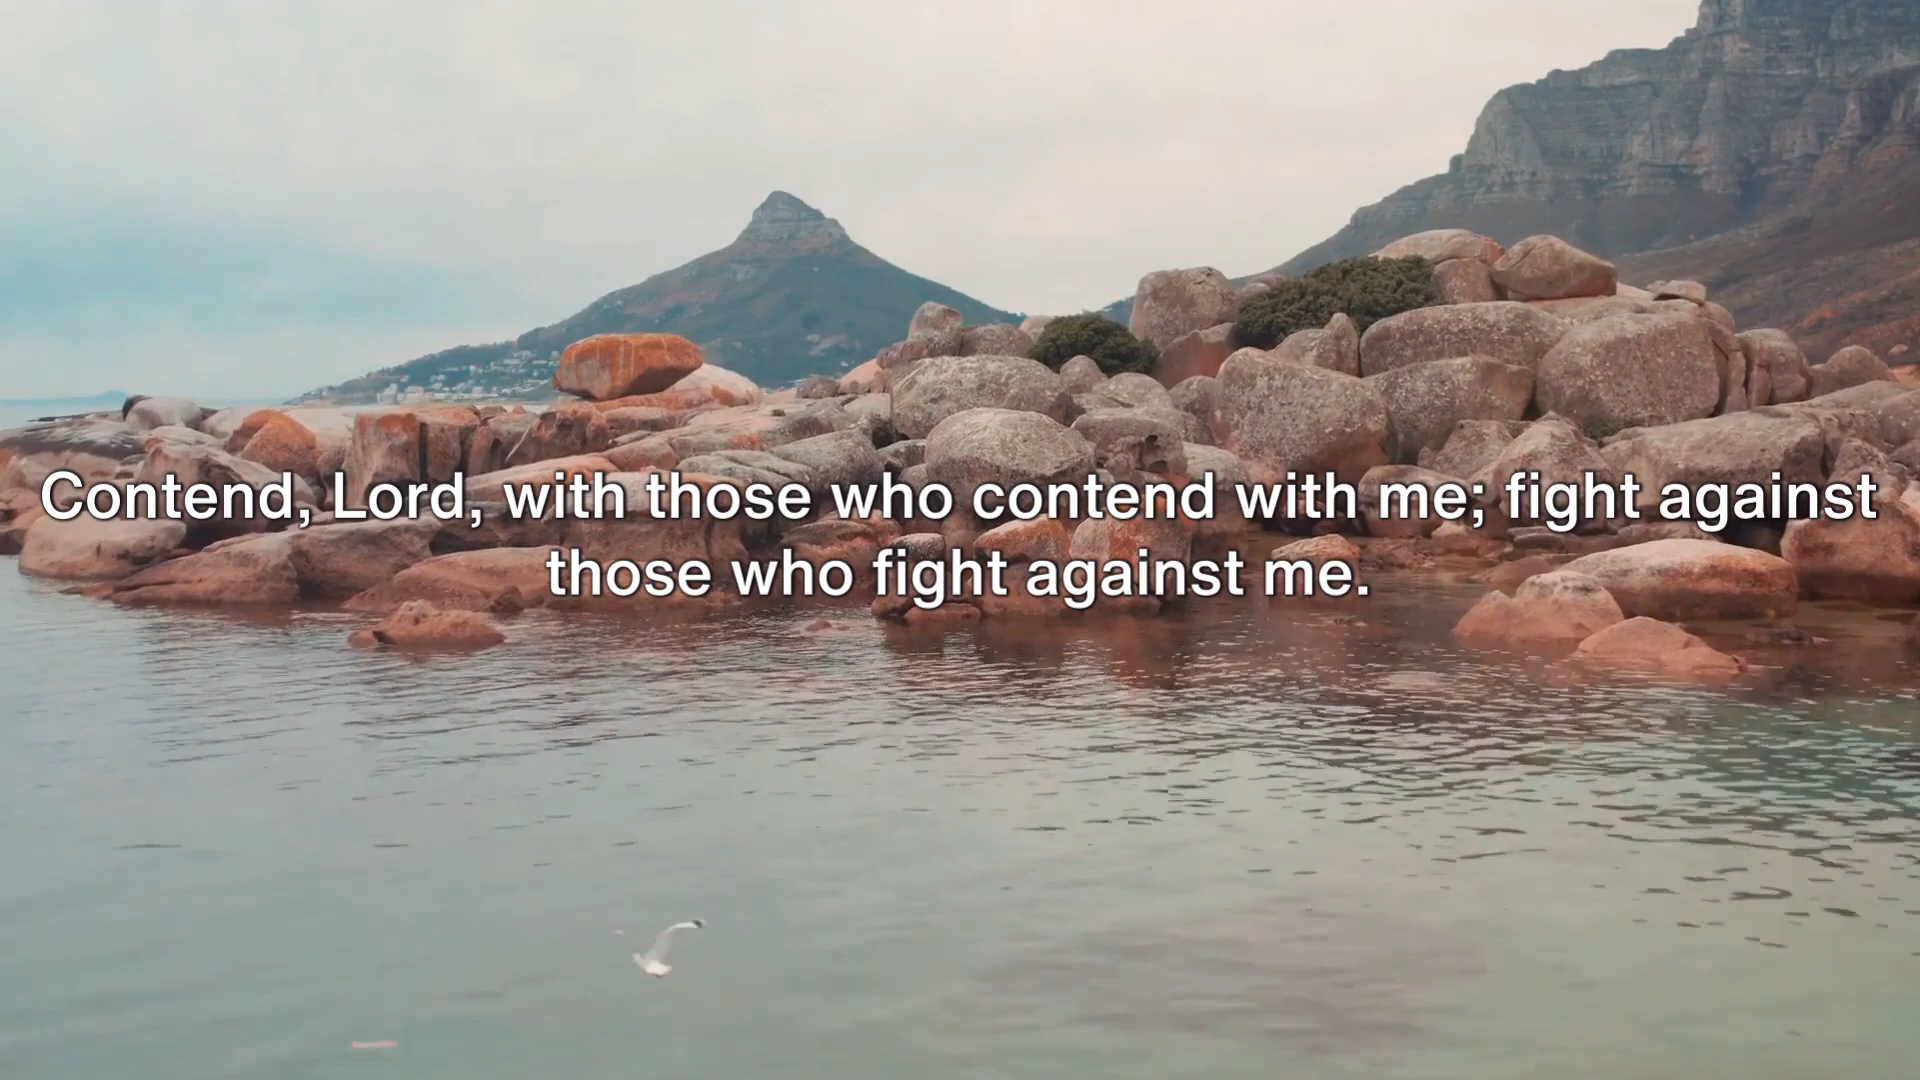 Contend, Lord, with those who contend with me; fight against
those who fight against me.